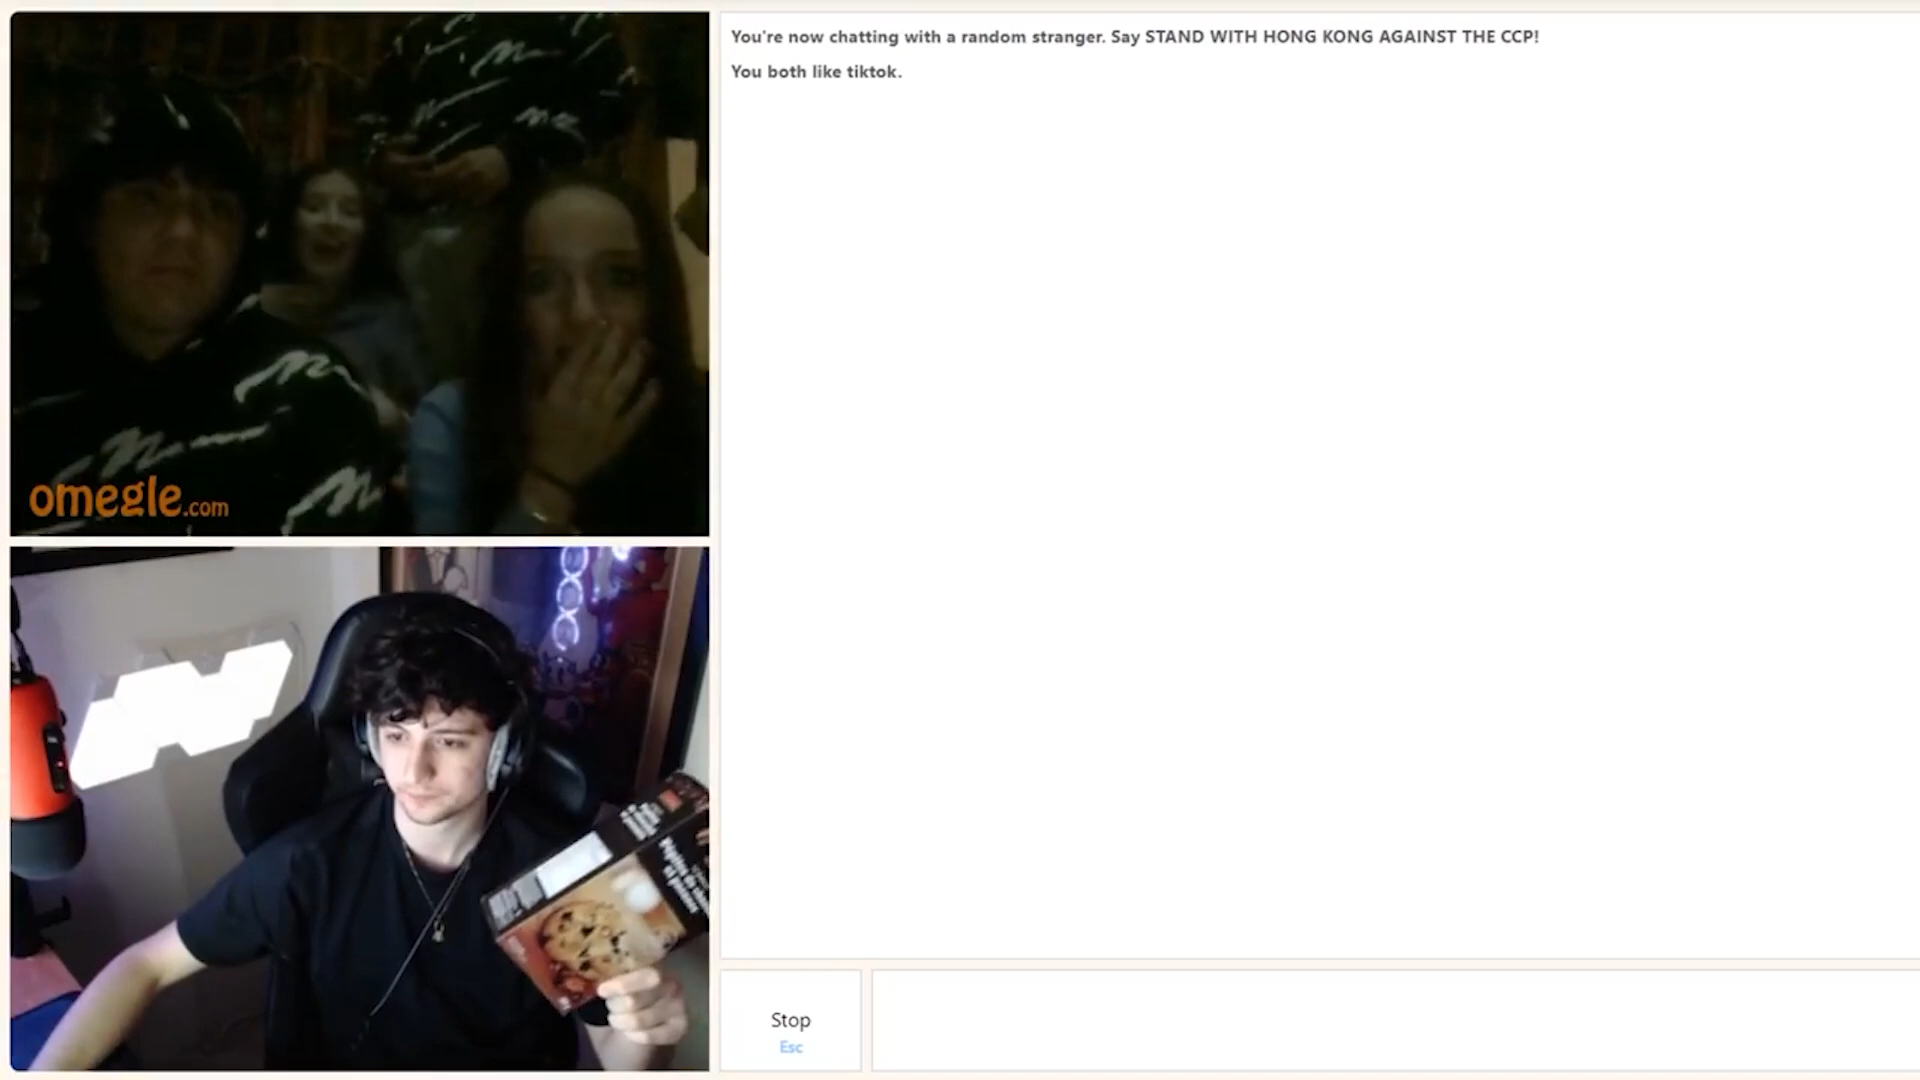 You're now chatting with a random stranger. Say STAND WITH HONG KONG AGAINST THE CCP!
You both like tiktok.
omegle.com
Stop
Esc